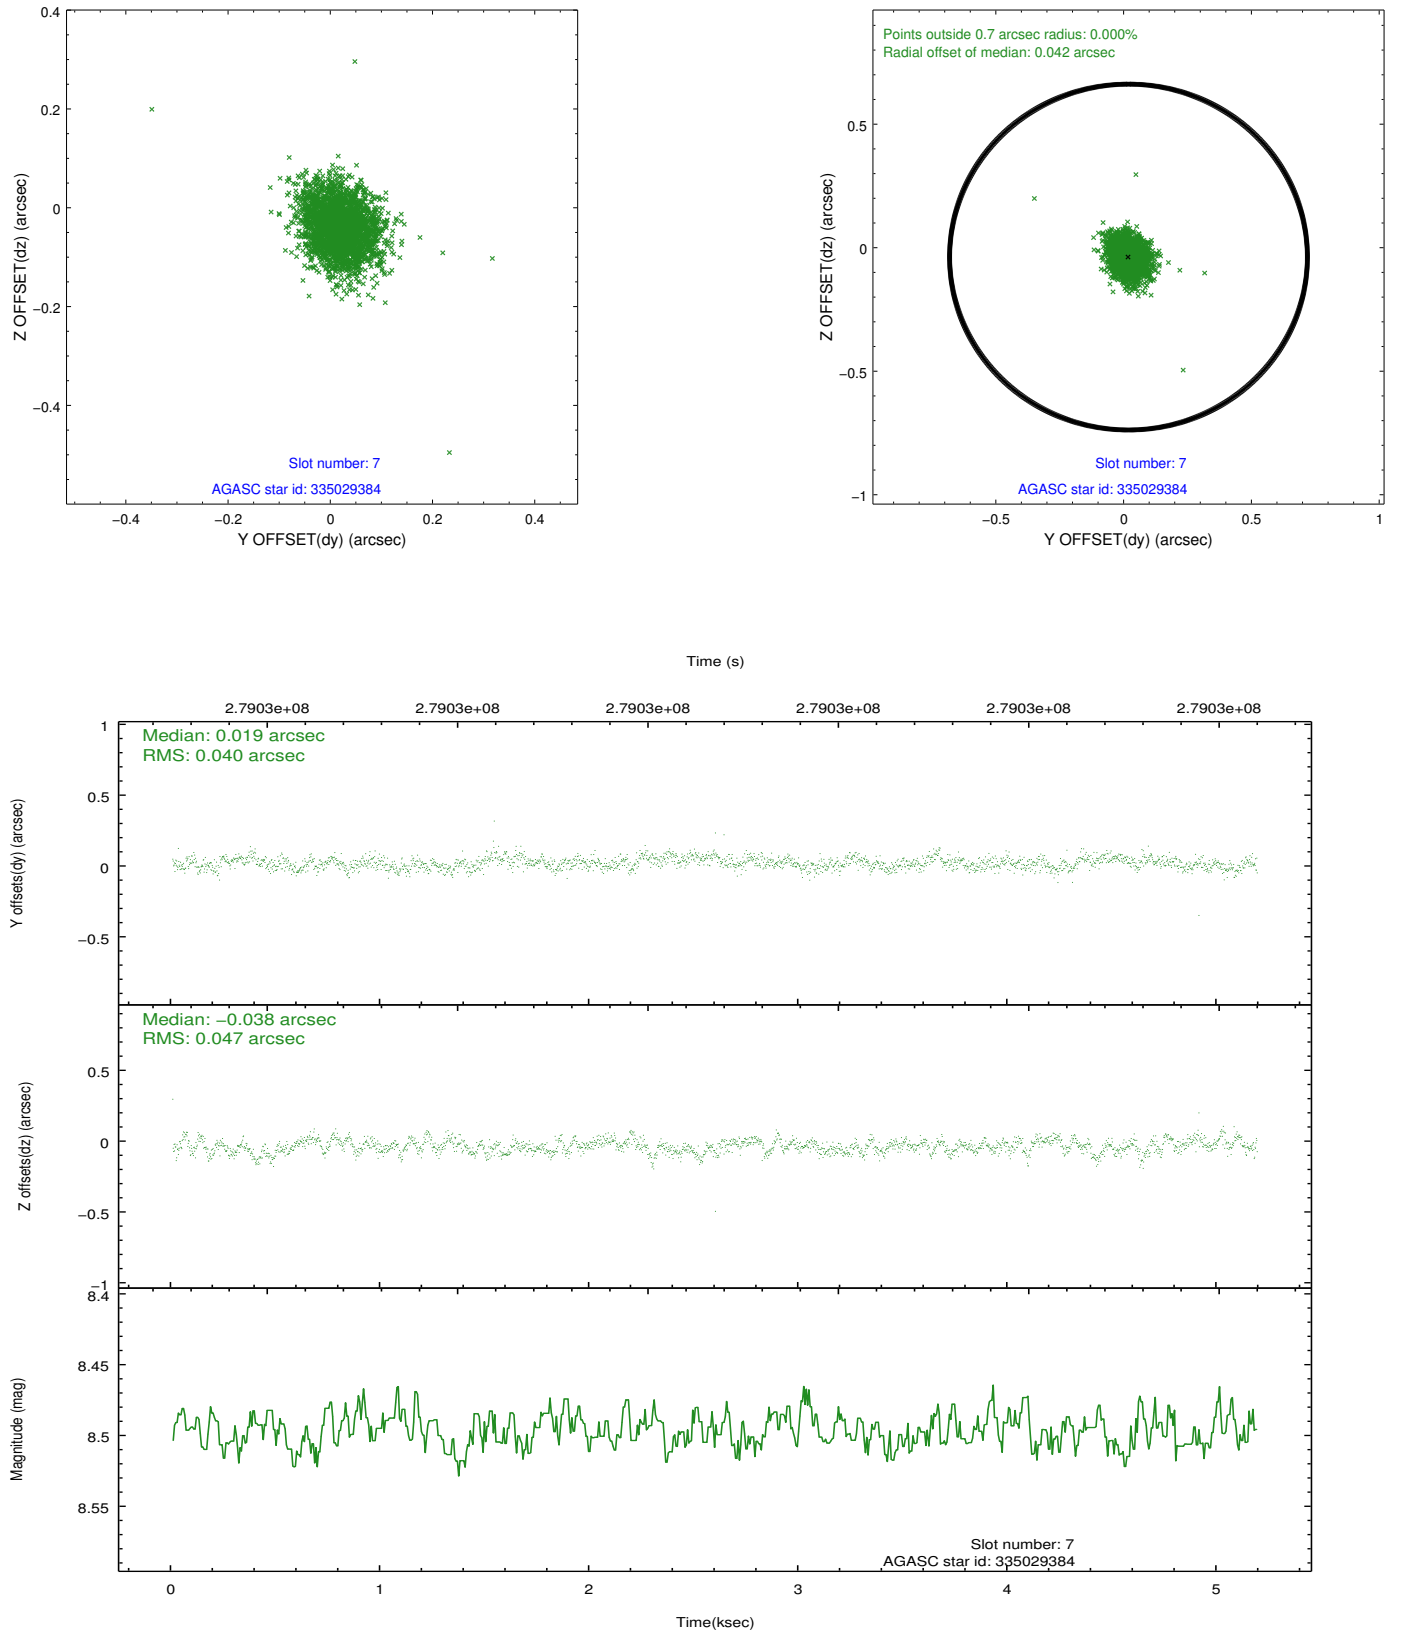 0.4
0.2
0
−0.2
−0.4
Z OFFSET(dz) (arcsec)
Slot number: 7
AGASC star id: 335029384
−0.4 −0.2 0 0.2 0.4
Y OFFSET(dy) (arcsec)
Points outside 0.7 arcsec radius: 0.000%
Radial offset of median: 0.042 arcsec
0.5
0
−0.5
−1
Z OFFSET(dz) (arcsec)
Slot number: 7
AGASC star id: 335029384
−0.5 0 0.5 1
Y OFFSET(dy) (arcsec)
Time (s)
2.7903e+08 2.7903e+08 2.7903e+08 2.7903e+08 2.7903e+08 2.7903e+08
Median: 0.019 arcsec
RMS: 0.040 arcsec
1
0.5
0
−0.5
Y offsets(dy) (arcsec)
Median: −0.038 arcsec
RMS: 0.047 arcsec
0.5
0
−0.5
−1
Z offsets(dz) (arcsec)
8.4
8.45
8.5
8.55
Magnitude (mag)
Slot number: 7
AGASC star id: 335029384
0 1 2 3 4 5
Time(ksec)